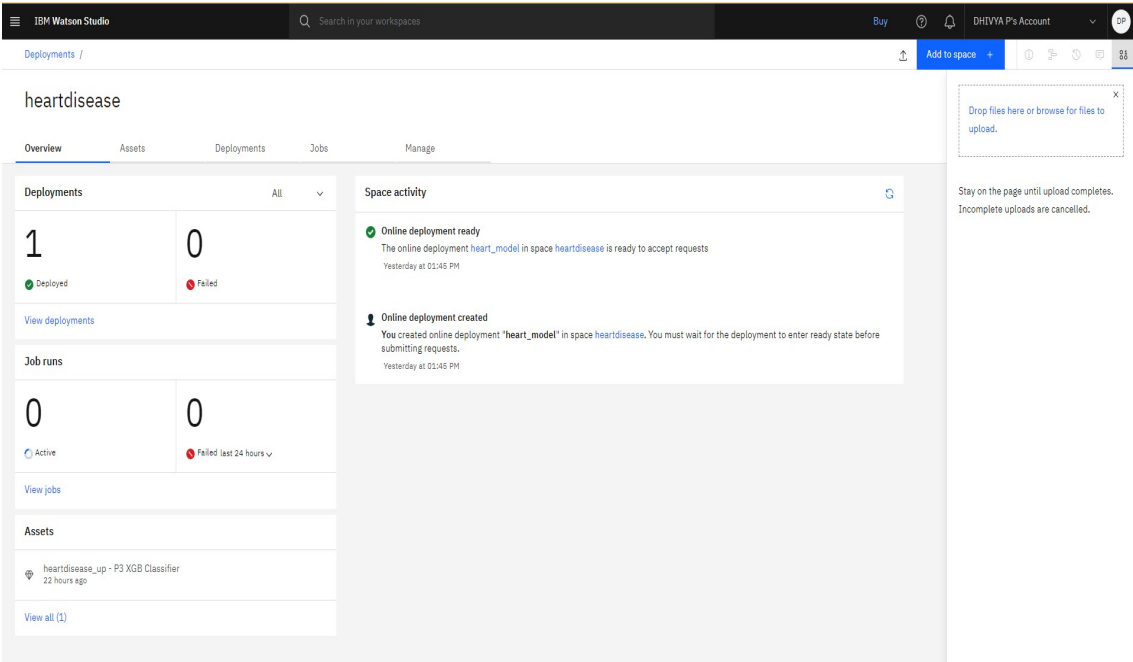 IBM Watson Studio
Search in your workspaces
Buy
DHIVYA P's Account
DP
Deployments /
Add to space +
heartdisease
Overview Assets Deployments Jobs Manage
Deployments
All
1
Deployed
0
Failed
View deployments
Job runs
0
Active
0
Failed last 24 hours
View jobs
Assets
heartdisease_up - P3 XGB Classifier
22 hours ago
View all (1)
Space activity
Online deployment ready
The online deployment heart_model in space heartdisease is ready to accept requests
Yesterday at 01:45 PM
Online deployment created
You created online deployment "heart_model" in space heartdisease. You must wait for the deployment to enter ready state before
submitting requests.
Yesterday at 01:45 PM
x
Drop files here or browse for files to
upload.
Stay on the page until upload completes.
Incomplete uploads are cancelled.